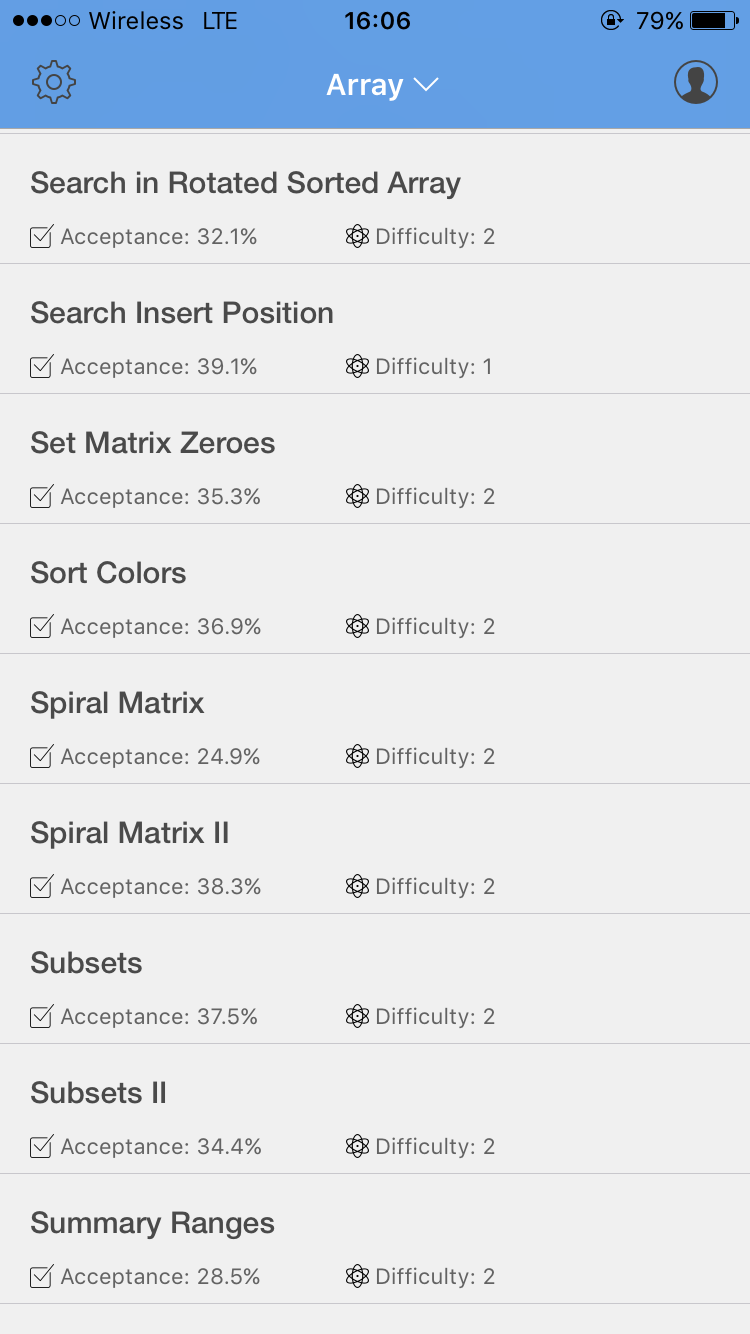 Wireless LTE 16:06 79%
Array
Search in Rotated Sorted Array
Acceptance: 32.1% Difficulty: 2
Search Insert Position
Acceptance: 39.1% Difficulty: 1
Set Matrix Zeroes
Acceptance: 35.3% Difficulty: 2
Sort Colors
Acceptance: 36.9% Difficulty: 2
Spiral Matrix
Acceptance: 24.9% Difficulty: 2
Spiral Matrix II
Acceptance: 38.3% Difficulty: 2
Subsets
Acceptance: 37.5% Difficulty: 2
Subsets II
Acceptance: 34.4% Difficulty: 2
Summary Ranges
Acceptance: 28.5% Difficulty: 2